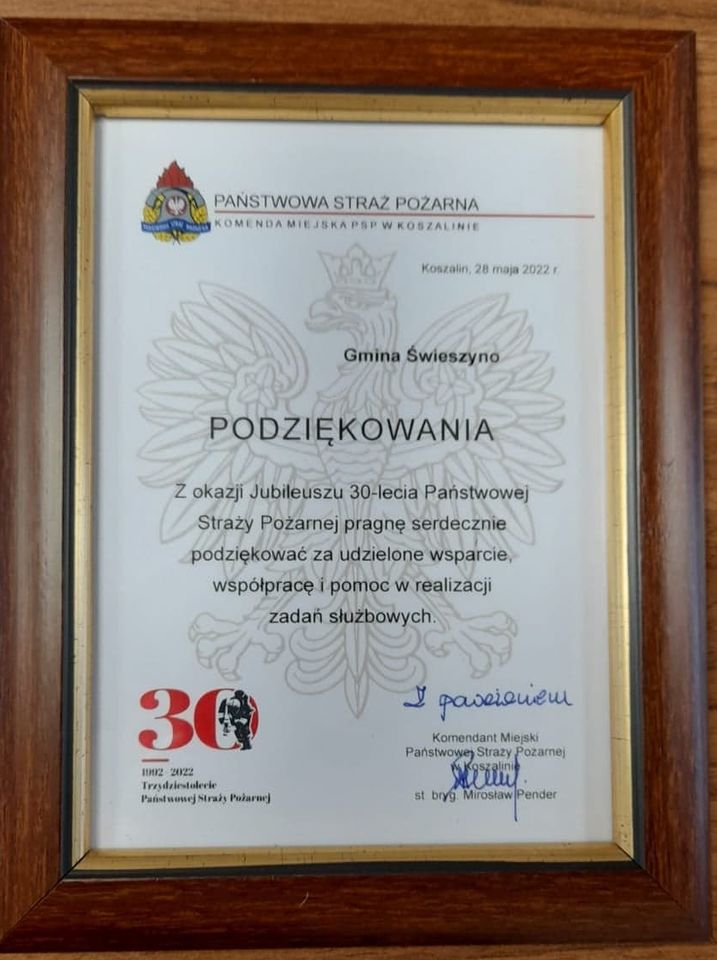 PAŃSTWOWA STRAŻ POŻARNA
KOMENDA MIEJSKA PSP W KOSZALINIE
Koszalin, 28 maja 2022 r.
Gmina Świeszyno
PODZIĘKOWANIA
Z okazji Jubileuszu 30-lecia Państwowej
Straży Pożarnej pragnę serdecznie
podziękować za udzielone wsparcie,
współpracę i pomoc w realizacji
zadań służbowych.
30
1992 2022
Trzydziestolecie
Państwowej Straży Pożarnej
Z poważaniem
Komendant Miejski
Państwowej Straży Pożarnej
w Koszalinie
st. bryg. Mirosław Pender